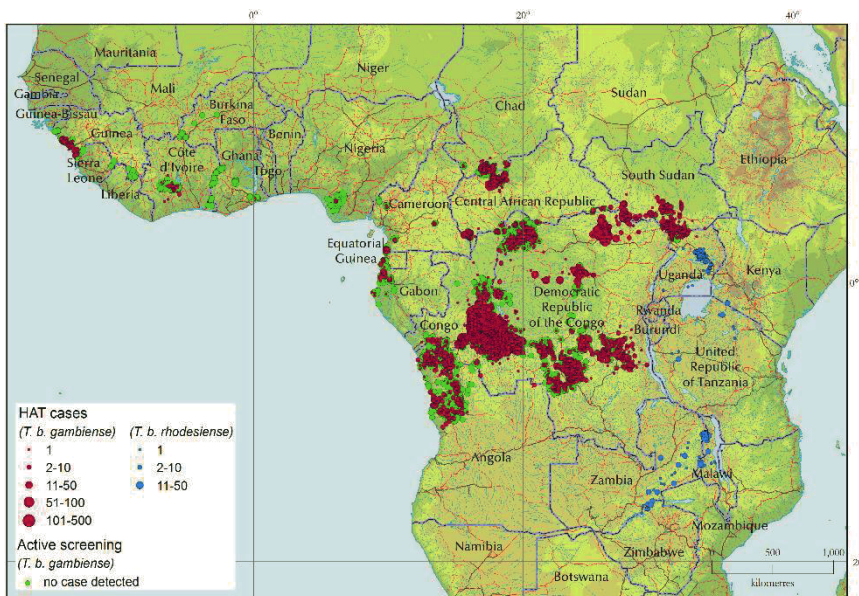 0°
20°
40°
Mauritania
Senegal
Mali
Niger
Chad
Sudan
Gambia
Guinea-Bissau
Burkina
Faso
Guinea
Benin
Nigeria
Ethiopia
Côte
d'Ivoire
Ghana
Togo
South Sudan
Sierra
Leone
Liberia
Cameroon
Central African Republic
Equatorial
Guinea
Uganda
Kenya
0°
Gabon
Democratic
Republic
of the Congo
Rwanda
Burundi
Congo
United
Republic
of Tanzania
HAT cases
(T. b. gambiense) (T. b. rhodesiense)
1 1
2-10 2-10
11-50 11-50
51-100
101-500
Active screening
(T. b. gambiense)
no case detected
Angola
Zambia
Malawi
Mozambique
Namibia
Zimbabwe
Botswana
0 500 1,000
kilometres